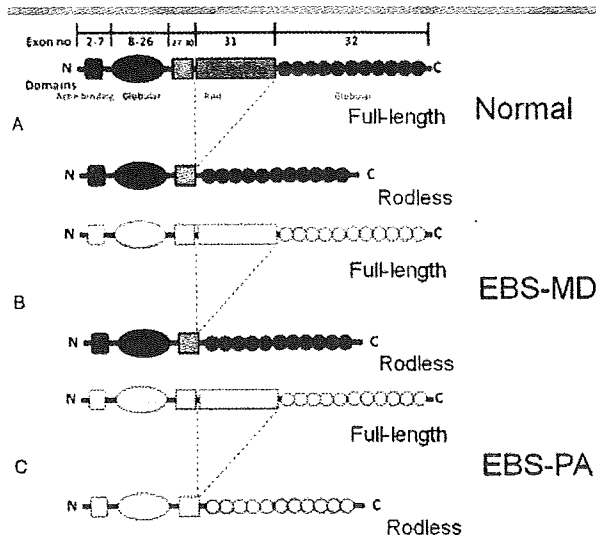 Exon no 2-7 8-26 27-30 31 32
N C
Domains
Actin binding Globular Rod Globular
A Full-length Normal
N C
Rodless
N C
Full-length
EBS-MD
B
N C
Rodless
N C
Full-length
C EBS-PA
N C
Rodless